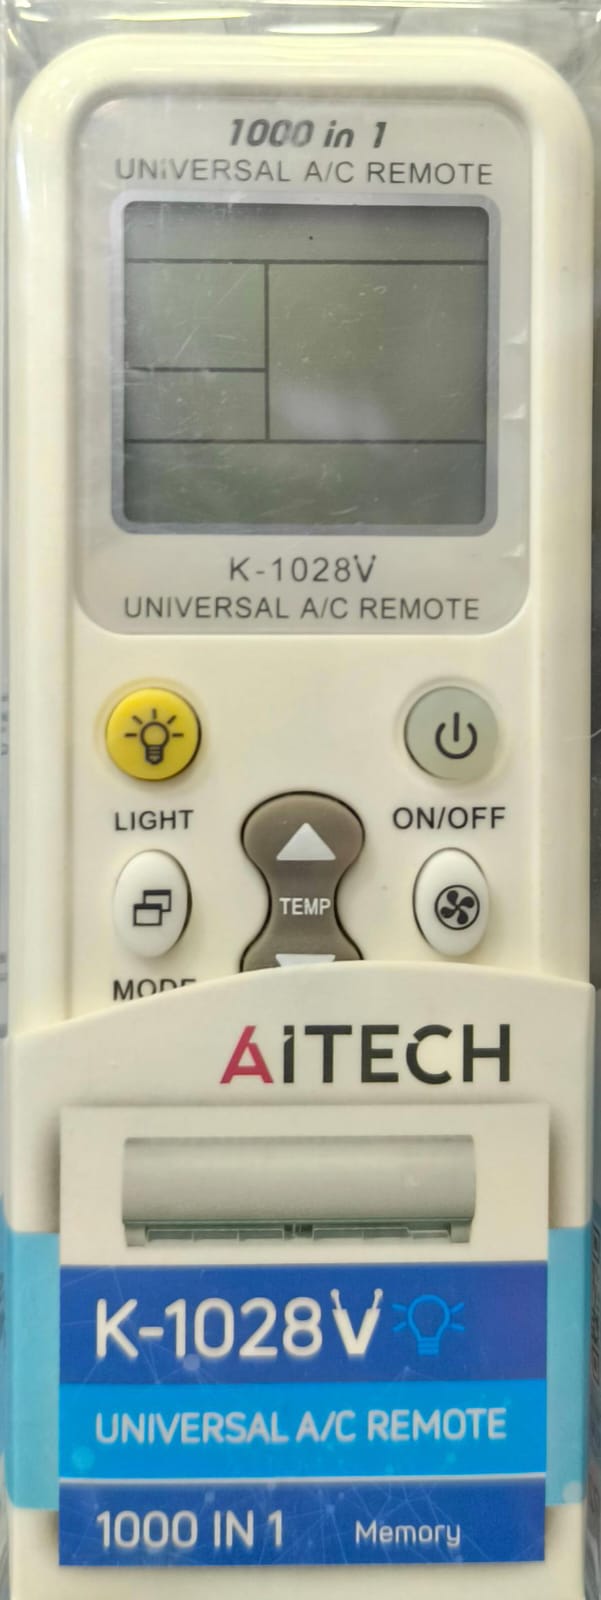 1000 in 1
UNIVERSAL A/C REMOTE
K-1028V
UNIVERSAL A/C REMOTE
LIGHT
ON/OFF
TEMP
MODE
AiTECH
K-1028V
UNIVERSAL A/C REMOTE
1000 IN 1 Memory